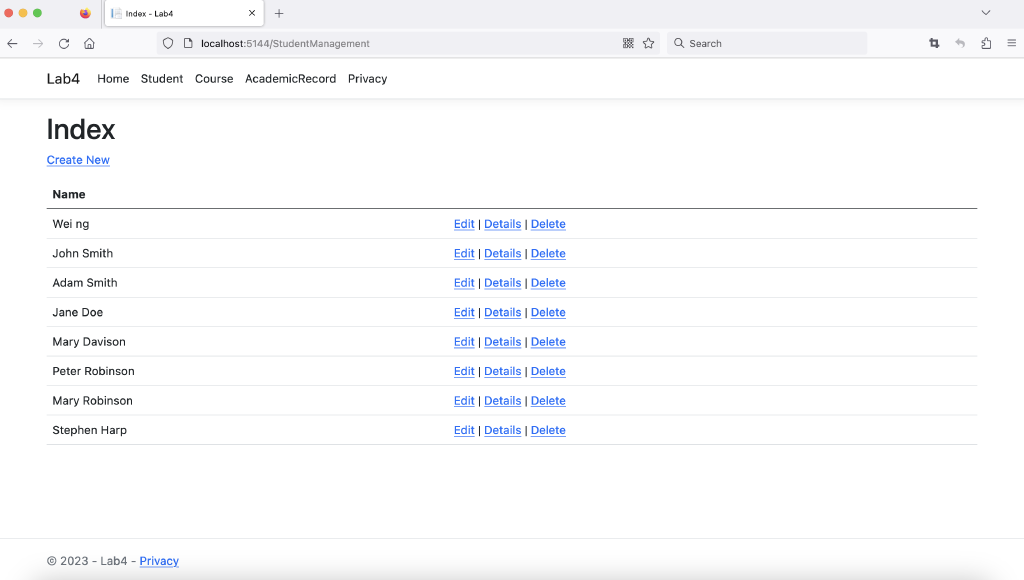 Index - Lab4
localhost:5144/StudentManagement
Search
Lab4 Home Student Course AcademicRecord Privacy
Index
Create New
Name
Wei ng Edit | Details | Delete
John Smith Edit | Details | Delete
Adam Smith Edit | Details | Delete
Jane Doe Edit | Details | Delete
Mary Davison Edit | Details | Delete
Peter Robinson Edit | Details | Delete
Mary Robinson Edit | Details | Delete
Stephen Harp Edit | Details | Delete
© 2023 - Lab4 - Privacy